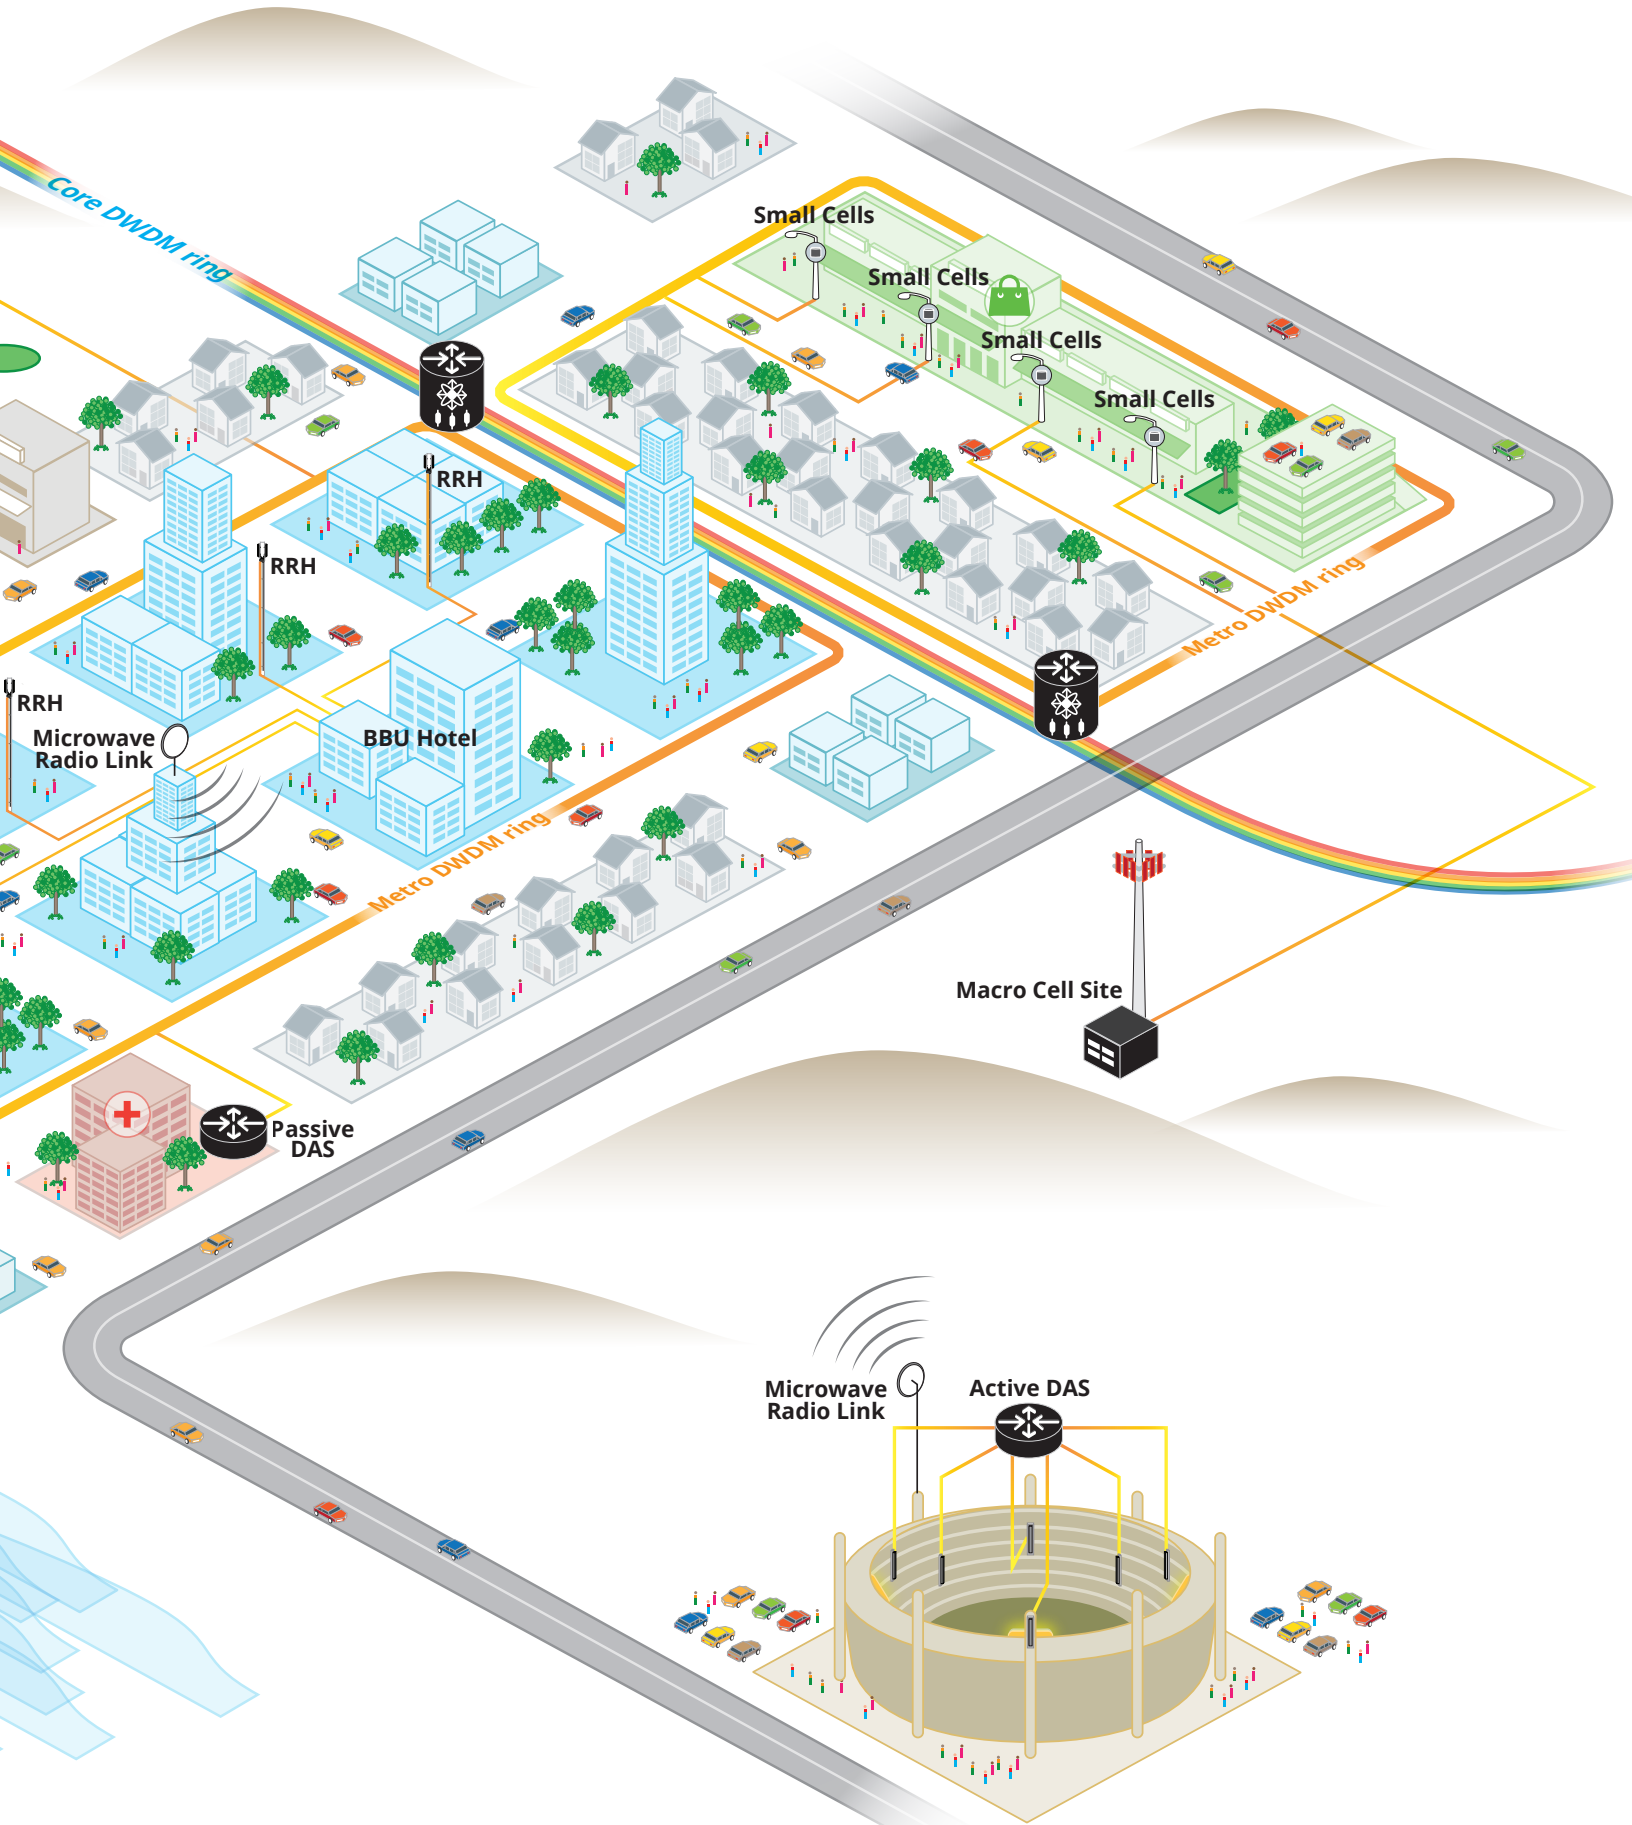 Core DWDM ring
Small Cells
Small Cells
Small Cells
Small Cells
RRH
RRH
Metro DWDM ring
RRH
Microwave
Radio Link
BBU Hotel
Metro DWDM ring
Macro Cell Site
Passive
DAS
Microwave
Radio Link
Active DAS